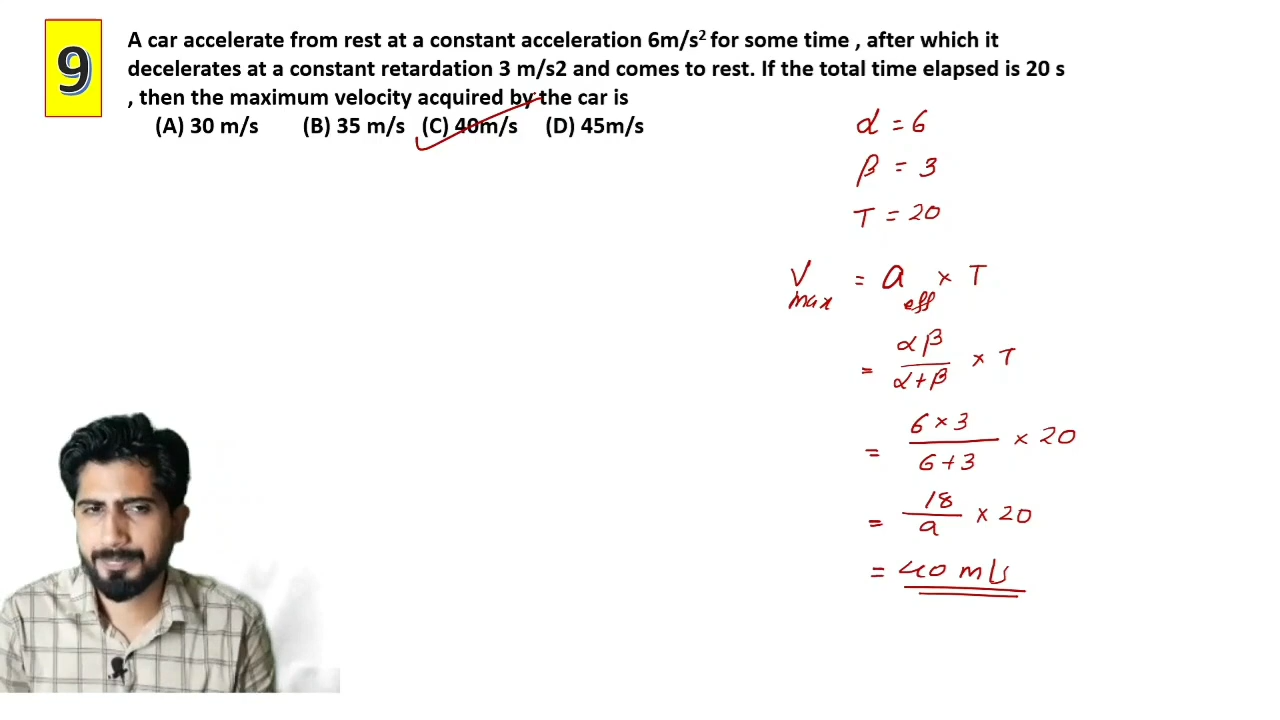 9
A car accelerate from rest at a constant acceleration 6m/s² for some time , after which it
decelerates at a constant retardation 3 m/s2 and comes to rest. If the total time elapsed is 20 s
, then the maximum velocity acquired by the car is
(A) 30 m/s (B) 35 m/s (C) 40m/s (D) 45m/s
α = 6
β = 3
T = 20
V max = a eff × T
= αβ / α+β × T
= 6 × 3 / 6+3 × 20
= 18 / 9 × 20
= 40 m/s